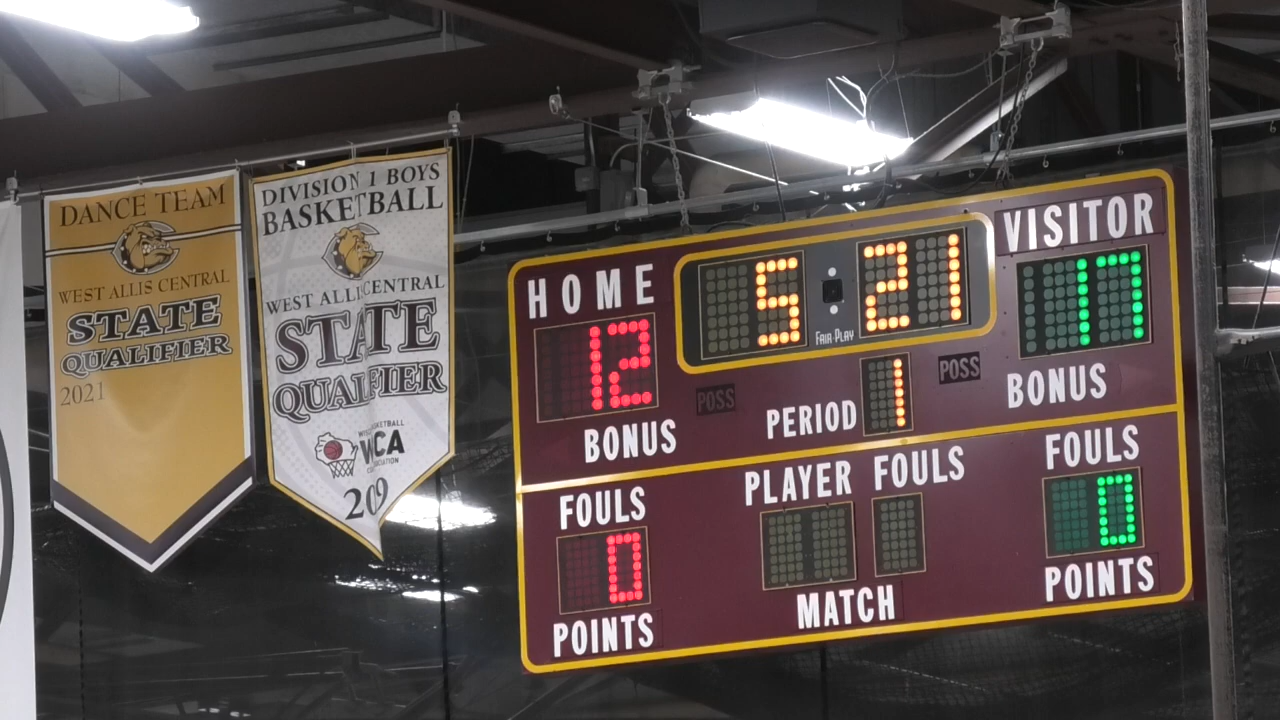 DANCE TEAM
WEST ALLIS CENTRAL
STATE
QUALIFIER
2021
DIVISION 1 BOYS
BASKETBALL
WEST ALLIS CENTRAL
STATE
QUALIFIER
WCA
HOME
5 21
VISITOR
FAIR-PLAY
12
17
POSS
POSS
BONUS
PERIOD 1
BONUS
FOULS
PLAYER FOULS
FOULS
0
0
POINTS
MATCH
POINTS